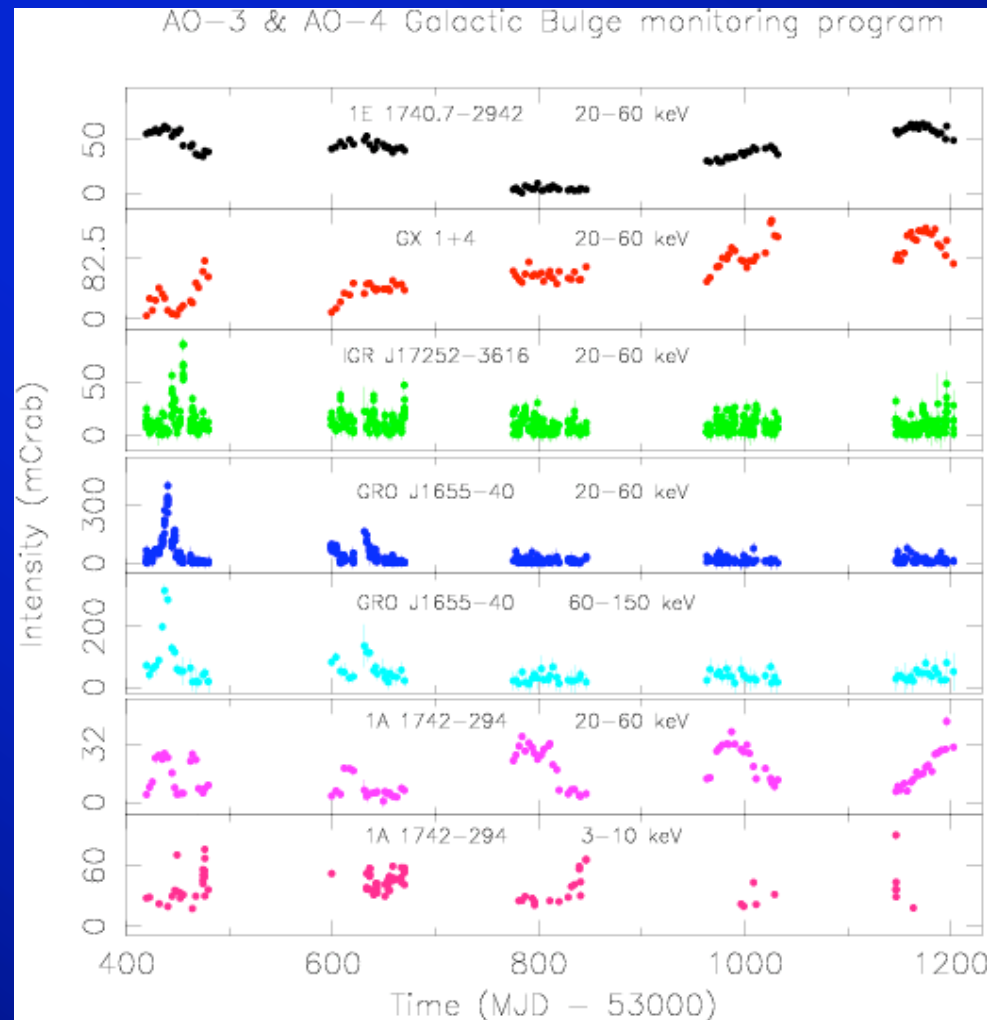 AO-3 & AO-4 Galactic Bulge monitoring program
1E 1740.7-2942 20-60 keV
50
0
GX 1+4 20-60 keV
82.5
0
IGR J17252-3616 20-60 keV
50
0
GRO J1655-40 20-60 keV
300
0
GRO J1655-40 60-150 keV
200
0
1A 1742-294 20-60 keV
32
0
1A 1742-294 3-10 keV
60
0
Intensity (mCrab)
400 600 800 1000 1200
Time (MJD - 53000)